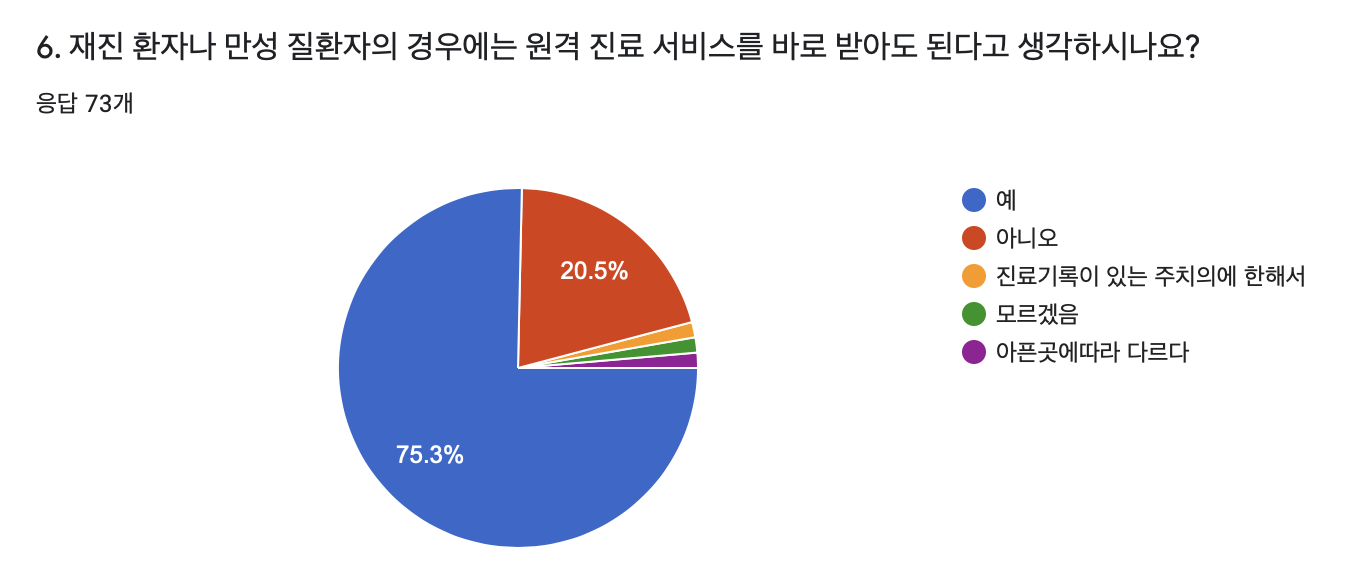 6. 재진 환자나 만성 질환자의 경우에는 원격 진료 서비스를 바로 받아도 된다고 생각하시나요?
응답 73개
예
아니오
진료기록이 있는 주치의에 한해서
모르겠음
아픈곳에따라 다르다
20.5%
75.3%